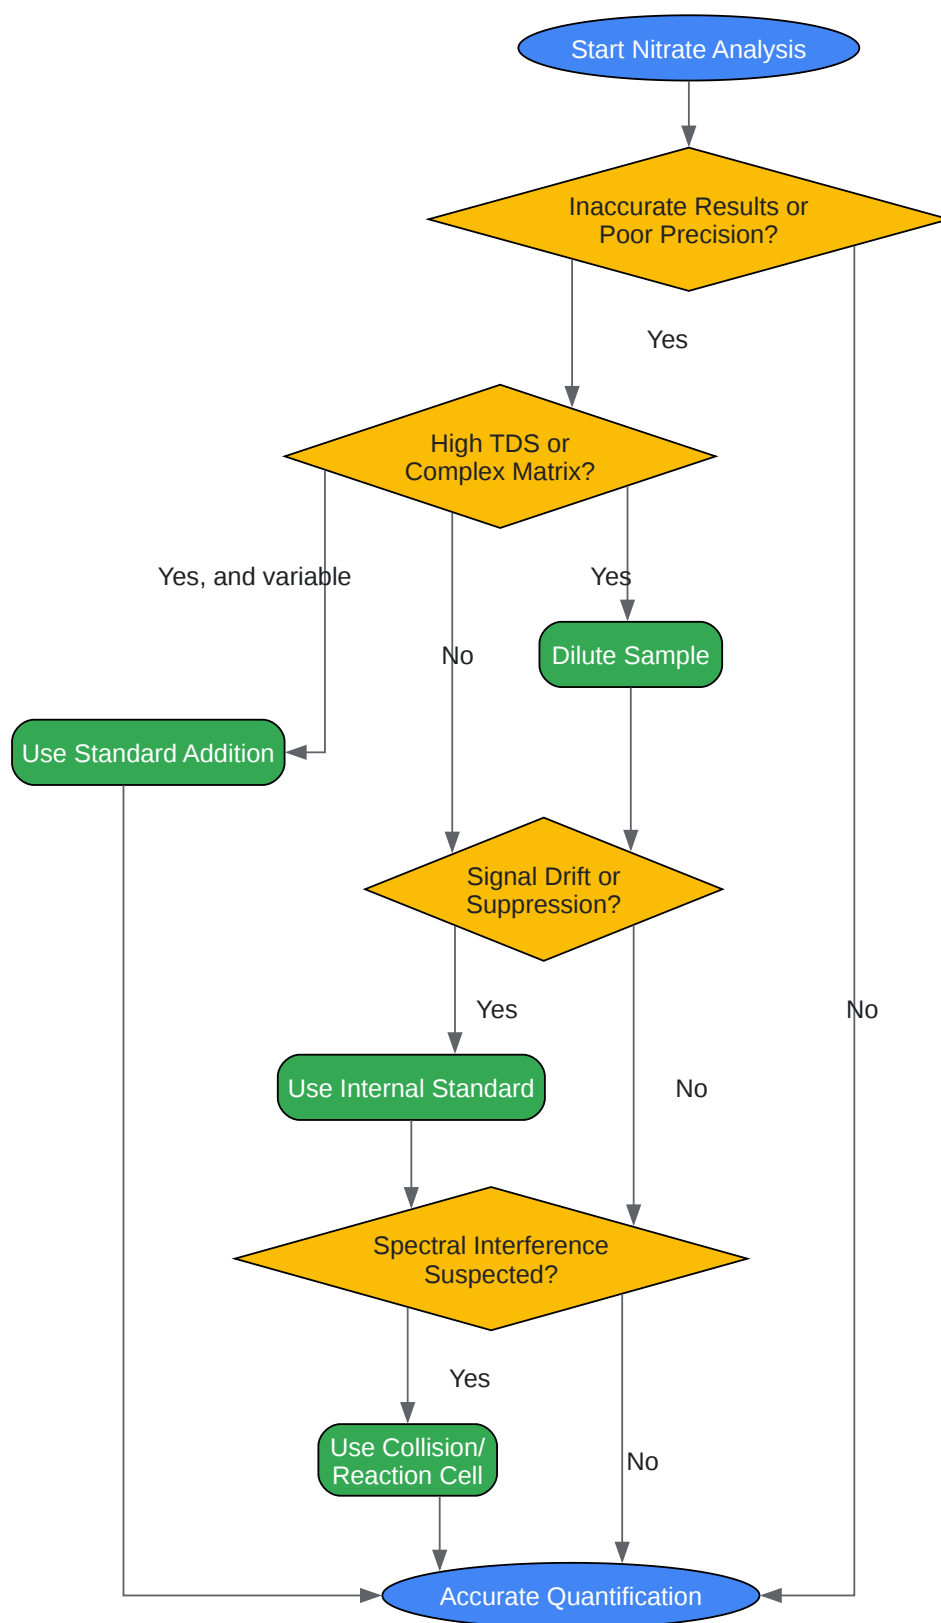 Start Nitrate Analysis
Inaccurate Results or
Poor Precision?
Yes
High TDS or
Complex Matrix?
Yes, and variable
Yes
No
Dilute Sample
Use Standard Addition
Signal Drift or
Suppression?
Yes
No
Use Internal Standard
No
Spectral Interference
Suspected?
Yes
Use Collision/
Reaction Cell
No
Accurate Quantification